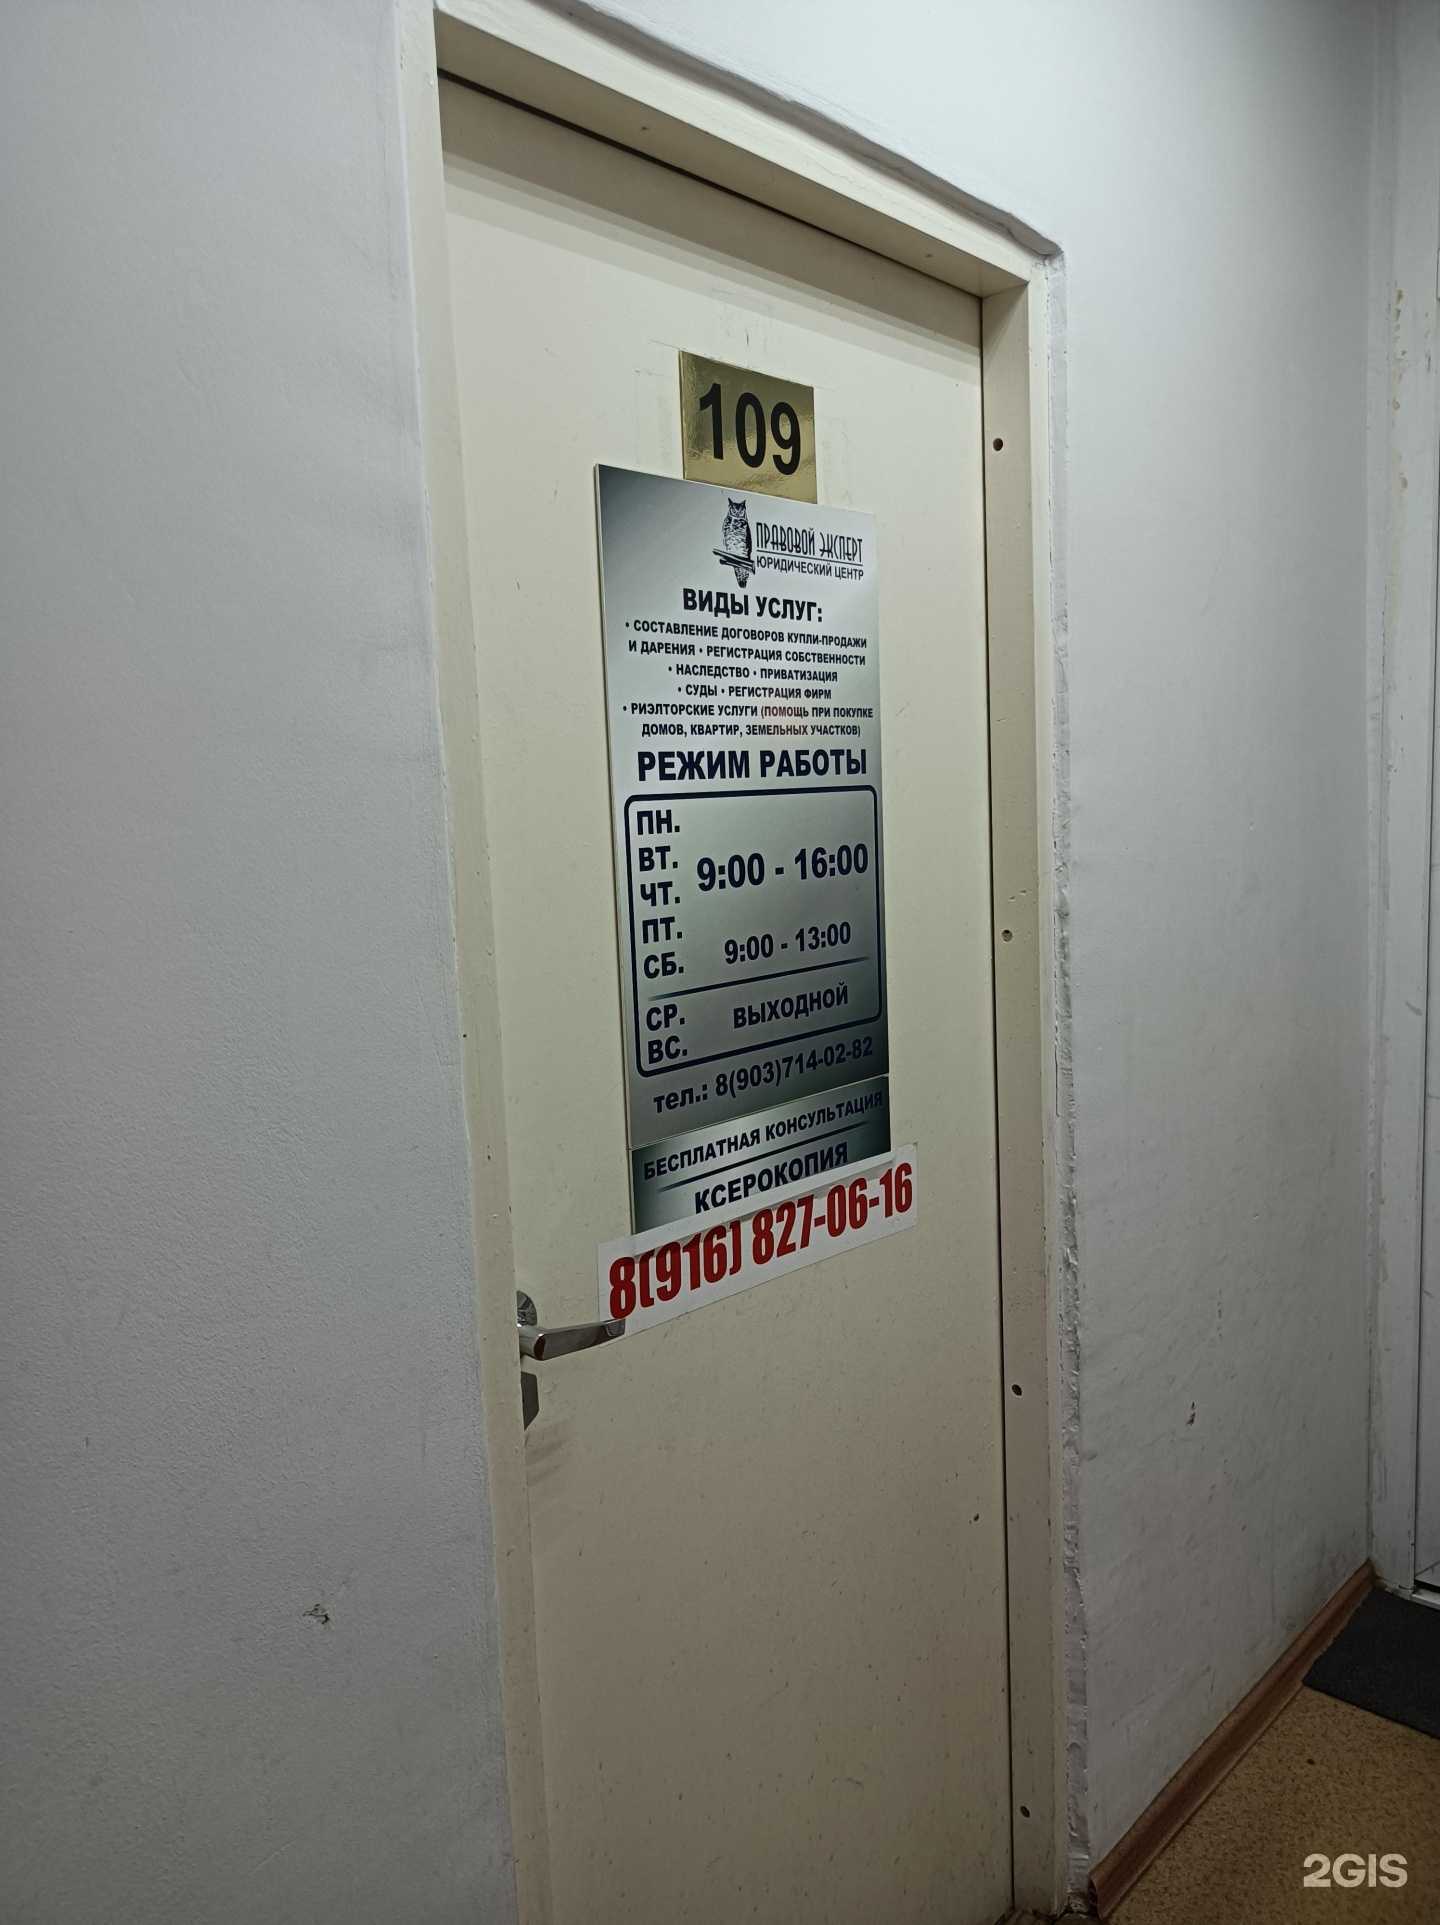 109
ПРАВОВОЙ ЭКСПЕРТ
ЮРИДИЧЕСКИЙ ЦЕНТР
ВИДЫ УСЛУГ:
• СОСТАВЛЕНИЕ ДОГОВОРОВ КУПЛИ-ПРОДАЖИ
И ДАРЕНИЯ • РЕГИСТРАЦИЯ СОБСТВЕННОСТИ
• НАСЛЕДСТВО • ПРИВАТИЗАЦИЯ
• СУДЫ • РЕГИСТРАЦИЯ ФИРМ
• РИЭЛТОРСКИЕ УСЛУГИ (ПОМОЩЬ ПРИ ПОКУПКЕ
ДОМОВ, КВАРТИР, ЗЕМЕЛЬНЫХ УЧАСТКОВ)
РЕЖИМ РАБОТЫ
ПН.
ВТ. 9:00 - 16:00
ЧТ.
ПТ.
СБ. 9:00 - 13:00
СР. ВЫХОДНОЙ
ВС.
тел.: 8(903)714-02-82
БЕСПЛАТНАЯ КОНСУЛЬТАЦИЯ
КСЕРОКОПИЯ
8(916) 827-06-16
2GIS